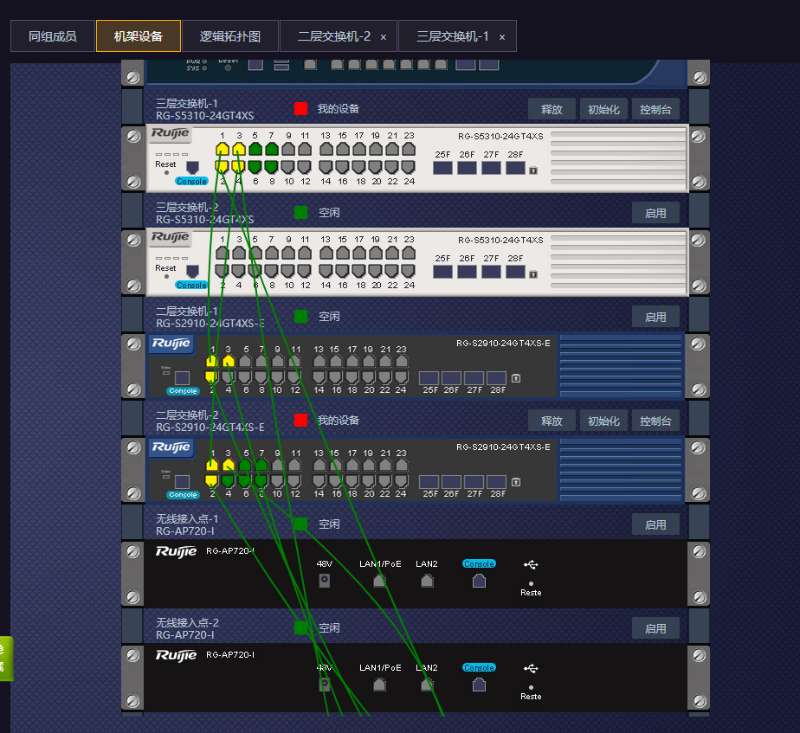 同组成员 机架设备 逻辑拓扑图 二层交换机-2 × 三层交换机-1 ×
三层交换机-1
RG-S5310-24GT4XS
我的设备
释放 初始化 控制台
Ruijie
1 3 5 7 9 11 13 15 17 19 21 23
RG-S5310-24GT4XS
25F 26F 27F 28F
Reset
Console
2 4 6 8 10 12 14 16 18 20 22 24
三层交换机-2
RG-S5310-24GT4XS
空闲
启用
Ruijie
1 3 5 7 9 11 13 15 17 19 21 23
RG-S5310-24GT4XS
25F 26F 27F 28F
Reset
Console
2 4 6 8 10 12 14 16 18 20 22 24
二层交换机-1
RG-S2910-24GT4XS-E
空闲
启用
Ruijie
1 3 5 7 9 11 13 15 17 19 21 23
RG-S2910-24GT4XS-E
Console
2 4 6 8 10 12 14 16 18 20 22 24
25F 26F 27F 28F
二层交换机-2
RG-S2910-24GT4XS-E
我的设备
释放 初始化 控制台
Ruijie
1 3 5 7 9 11 13 15 17 19 21 23
RG-S2910-24GT4XS-E
Console
2 4 6 8 10 12 14 16 18 20 22 24
25F 26F 27F 28F
无线接入点-1
RG-AP720-I
空闲
启用
Ruijie RG-AP720-I
48V LAN1/PoE LAN2 Console
Reste
无线接入点-2
RG-AP720-I
空闲
启用
Ruijie RG-AP720-I
48V LAN1/PoE LAN2 Console
Reste